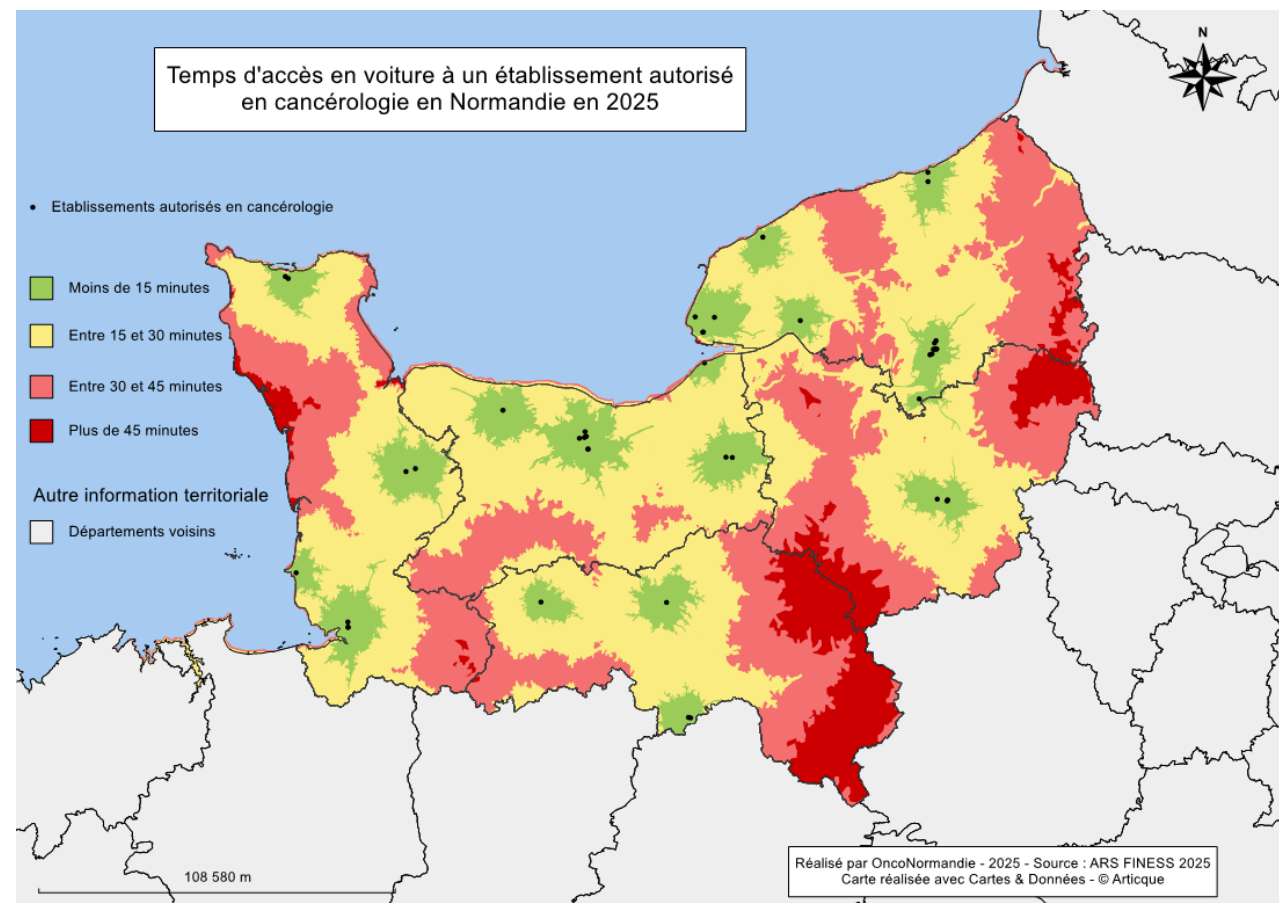 Temps d'accès en voiture à un établissement autorisé
en cancérologie en Normandie en 2025
N
Etablissements autorisés en cancérologie
Moins de 15 minutes
Entre 15 et 30 minutes
Entre 30 et 45 minutes
Plus de 45 minutes
Autre information territoriale
Départements voisins
108 580 m
Réalisé par OncoNormandie - 2025 - Source : ARS FINESS 2025
Carte réalisée avec Cartes & Données - © Articque